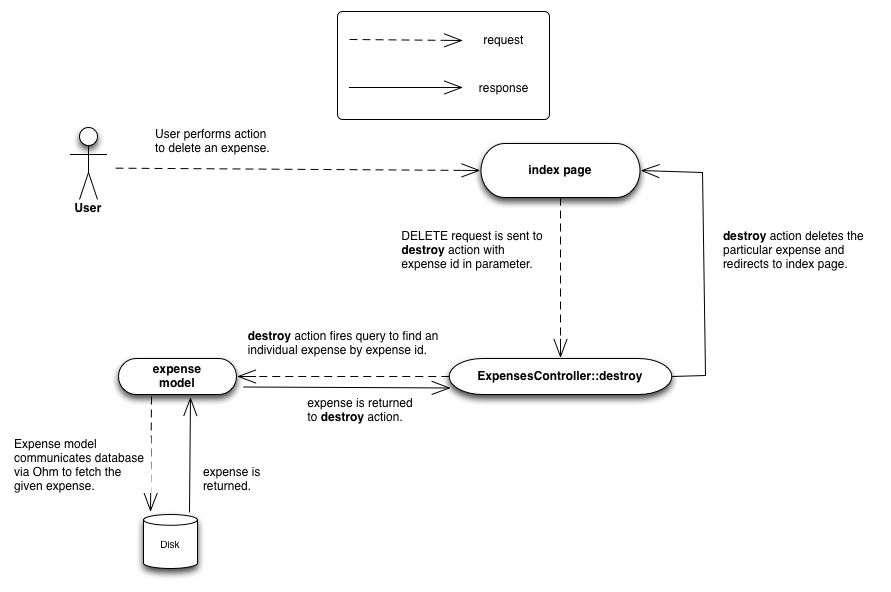 request
response
User performs action
to delete an expense.
User
index page
DELETE request is sent to
destroy action with
expense id in parameter.
destroy action deletes the
particular expense and
redirects to index page.
destroy action fires query to find an
individual expense by expense id.
expense
model
ExpensesController::destroy
expense is returned
to destroy action.
Expense model
communicates database
via Ohm to fetch the
given expense.
expense is
returned.
Disk